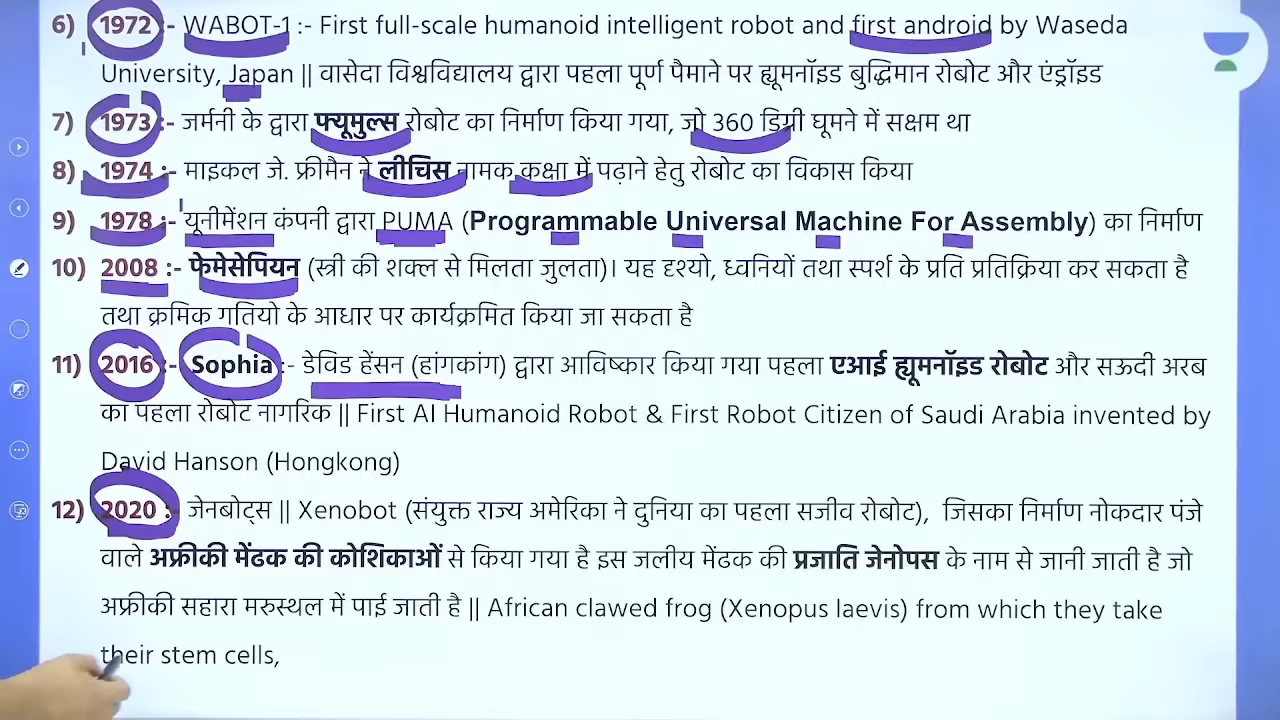 6) 1972 :- WABOT-1 :- First full-scale humanoid intelligent robot and first android by Waseda
University, Japan || वासेदा विश्वविद्यालय द्वारा पहला पूर्ण पैमाने पर ह्यूमनॉइड बुद्धिमान रोबोट और एंड्रॉइड
7) 1973 :- जर्मनी के द्वारा फ्यूमुल्स रोबोट का निर्माण किया गया, जो 360 डिग्री घूमने में सक्षम था
8) 1974 :- माइकल जे. फ्रीमैन ने लीचिस नामक कक्षा में पढ़ाने हेतु रोबोट का विकास किया
9) 1978 :- यूनीमेंशन कंपनी द्वारा PUMA (Programmable Universal Machine For Assembly) का निर्माण
10) 2008 :- फेमेसेपियन (स्त्री की शक्ल से मिलता जुलता)। यह दृश्यो, ध्वनियों तथा स्पर्श के प्रति प्रतिक्रिया कर सकता है
तथा क्रमिक गतियो के आधार पर कार्यक्रमित किया जा सकता है
11) 2016 :- Sophia :- डेविड हेंसन (हांगकांग) द्वारा आविष्कार किया गया पहला एआई ह्यूमनॉइड रोबोट और सऊदी अरब
का पहला रोबोट नागरिक || First AI Humanoid Robot & First Robot Citizen of Saudi Arabia invented by
David Hanson (Hongkong)
12) 2020 :- जेनबोट्स || Xenobot (संयुक्त राज्य अमेरिका ने दुनिया का पहला सजीव रोबोट), जिसका निर्माण नोकदार पंजे
वाले अफ्रीकी मेंढक की कोशिकाओं से किया गया है इस जलीय मेंढक की प्रजाति जेनोपस के नाम से जानी जाती है जो
अफ्रीकी सहारा मरुस्थल में पाई जाती है || African clawed frog (Xenopus laevis) from which they take
their stem cells,